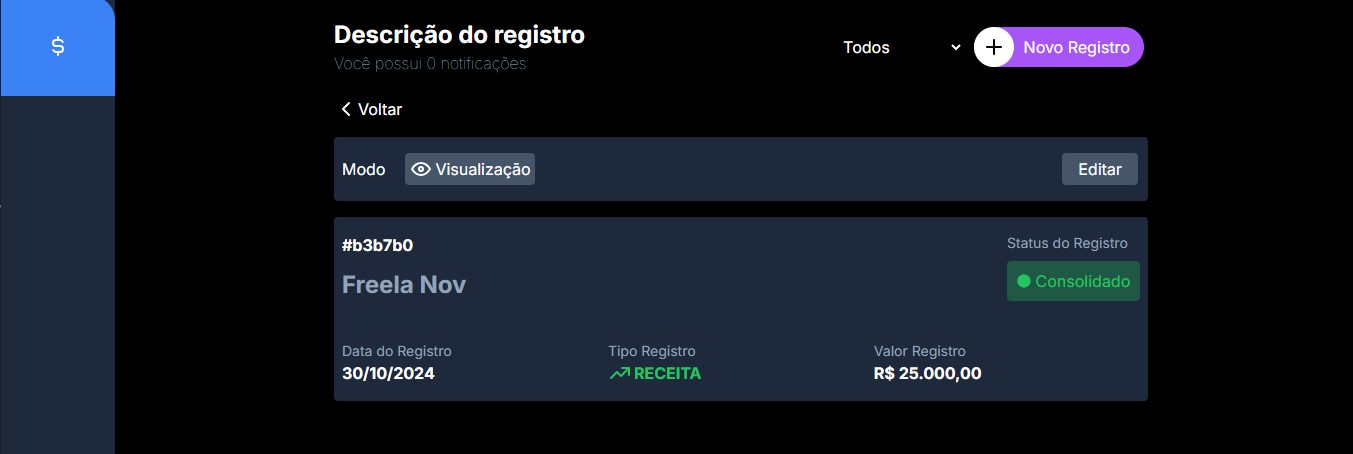 $
Descrição do registro
Você possui 0 notificações
Todos
Novo Registro
Voltar
Modo
Visualização
Editar
#b3b7b0
Freela Nov
Status do Registro
Consolidado
Data do Registro
30/10/2024
Tipo Registro
RECEITA
Valor Registro
R$ 25.000,00